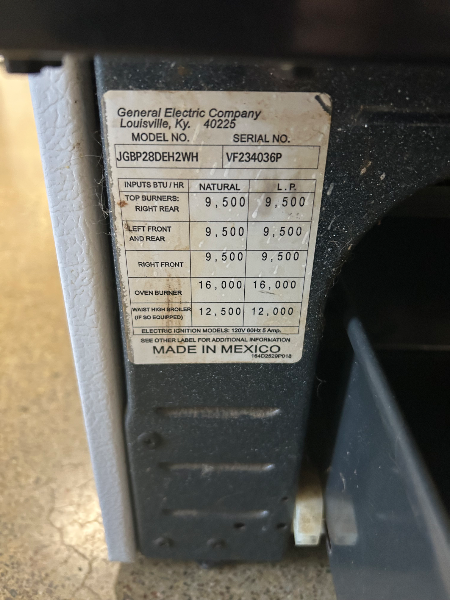 General Electric Company
Louisville, Ky. 40225
MODEL NO. SERIAL NO.
JGBP28DEH2WH VF234036P
INPUTS BTU / HR NATURAL L.P.
TOP BURNERS:
RIGHT REAR 9,500 9,500
LEFT FRONT
AND REAR 9,500 9,500
RIGHT FRONT 9,500 9,500
OVEN BURNER 16,000 16,000
WAIST HIGH BROILER
(IF SO EQUIPPED) 12,500 12,000
ELECTRIC IGNITION MODELS: 120V 60Hz 5 Amp.
SEE OTHER LABEL FOR ADDITIONAL INFORMATION
MADE IN MEXICO
164D2829P018